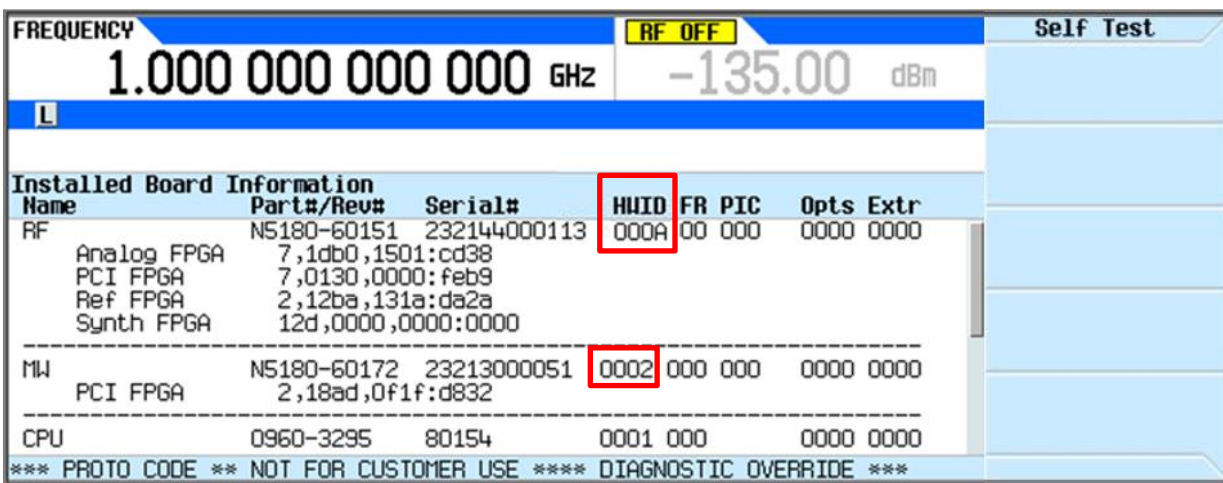 FREQUENCY RF OFF Self Test
1.000 000 000 000 GHz -135.00 dBm
L
Installed Board Information
Name Part#/Rev# Serial# HWID FR PIC Opts Extr
RF N5180-60151 232144000113 000A 00 000 0000 0000
Analog FPGA 7,1db0,1501:cd38
PCI FPGA 7,0130,0000:feb9
Ref FPGA 2,12ba,131a:da2a
Synth FPGA 12d,0000,0000:0000
--------------------------------------------------------------------
MW N5180-60172 23213000051 0002 000 000 0000 0000
PCI FPGA 2,18ad,0f1f:d832
--------------------------------------------------------------------
CPU 0960-3295 80154 0001 000 0000 0000
*** PROTO CODE ** NOT FOR CUSTOMER USE **** DIAGNOSTIC OVERRIDE ***